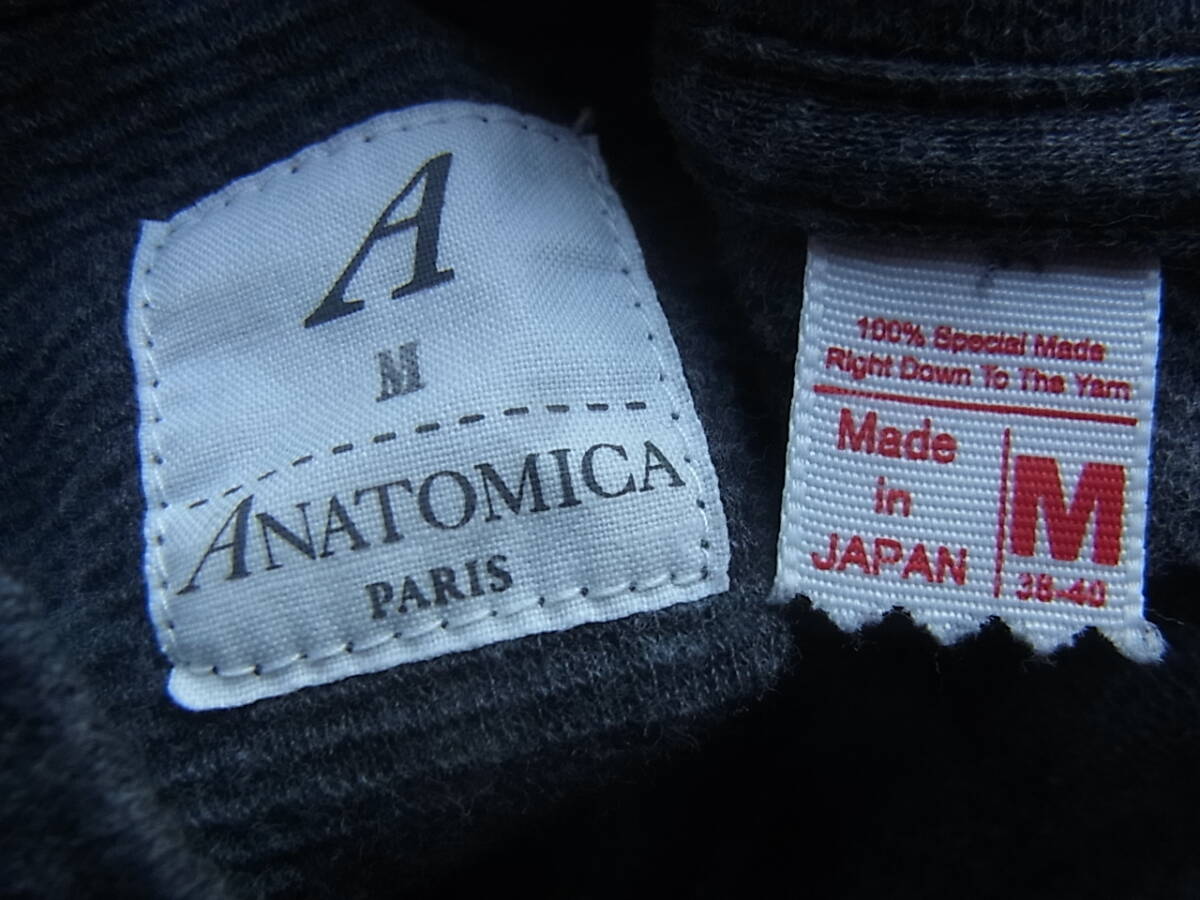 A
M
ANATOMICA
PARIS
100% Special Made
Right Down To The Yarn
Made
in
JAPAN
M
38-40